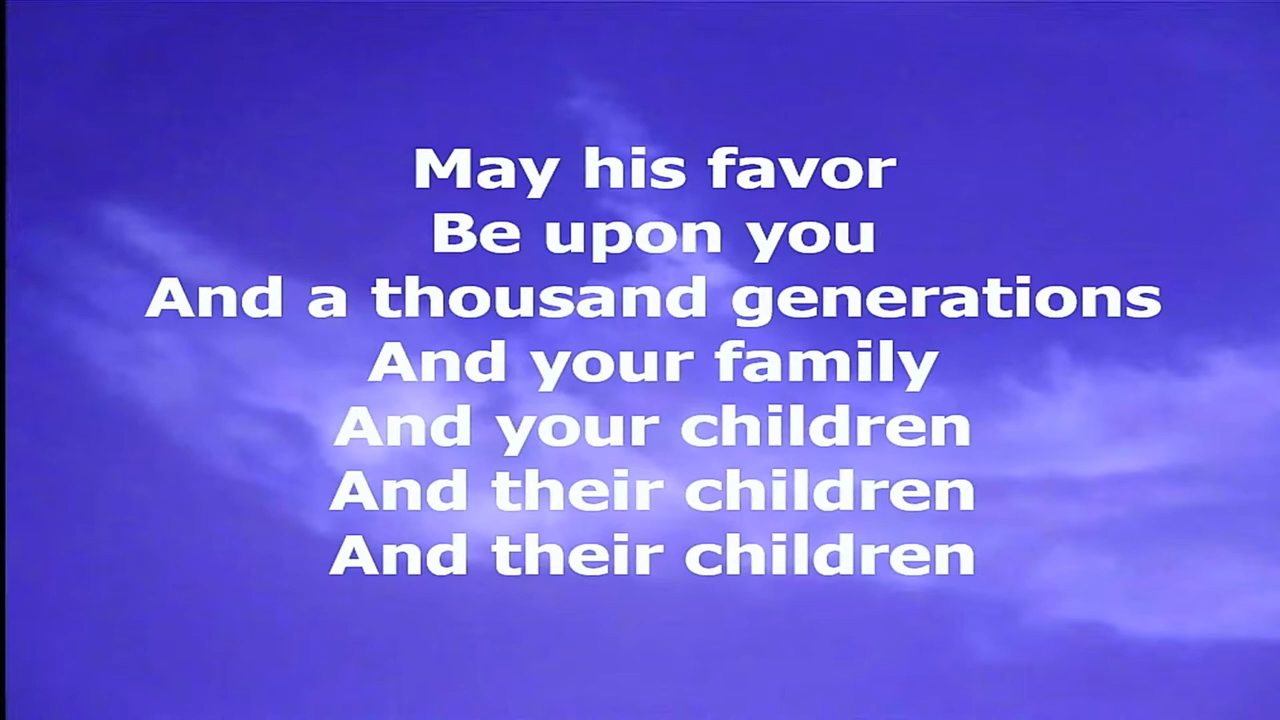 May his favor
Be upon you
And a thousand generations
And your family
And your children
And their children
And their children